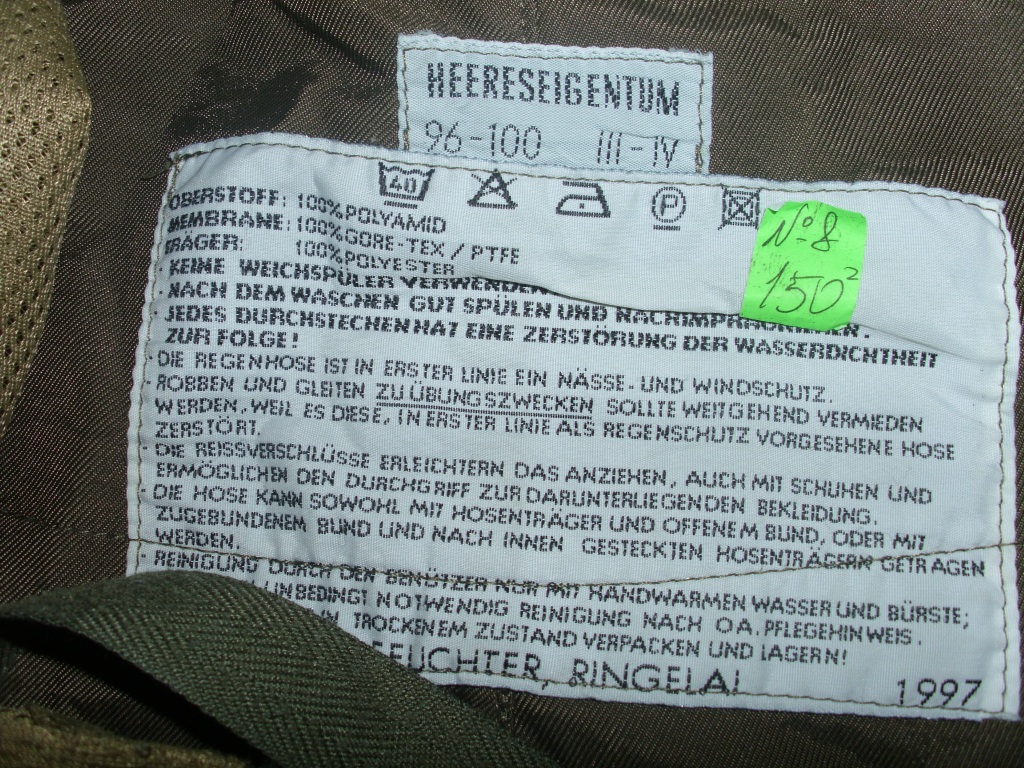 HEERESEIGENTUM
96-100 III-IV
40 P
OBERSTOFF: 100% POLYAMID
MEMBRANE: 100% GORE-TEX / PTFE
TRÄGER: 100% POLYESTER
№8
150²
· KEINE WEICHSPÜLER VERWENDEN
NACH DEM WASCHEN GUT SPÜLEN UND NACHIMPRÄGNIEREN.
· JEDES DURCHSTECHEN HAT EINE ZERSTÖRUNG DER WASSERDICHTHEIT
ZUR FOLGE!
· DIE REGENHOSE IST IN ERSTER LINIE EIN NÄSSE- UND WINDSCHUTZ.
· ROBBEN UND GLEITEN ZU ÜBUNGSZWECKEN SOLLTE WEITGEHEND VERMIEDEN
WERDEN, WEIL ES DIESE, IN ERSTER LINIE ALS REGENSCHUTZ VORGESEHENE HOSE
ZERSTÖRT.
· DIE REISSVERSCHLÜSSE ERLEICHTERN DAS ANZIEHEN, AUCH MIT SCHUHEN UND
ERMÖGLICHEN DEN DURCHGRIFF ZUR DARUNTERLIEGENDEN BEKLEIDUNG.
· DIE HOSE KANN SOWOHL MIT HOSENTRÄGER UND OFFENEM BUND, ODER MIT
ZUGEBUNDENEM BUND UND NACH INNEN GESTECKTEN HOSENTRÄGERN GETRAGEN
WERDEN.
· REINIGUNG DURCH DEN BENÜTZER NUR MIT HANDWARMEN WASSER UND BÜRSTE;
UNBEDINGT NOTWENDIG REINIGUNG NACH O.A. PFLEGEHINWEIS.
IN TROCKENEM ZUSTAND VERPACKEN UND LAGERN!
FEUCHTER, RINGELAI 1997